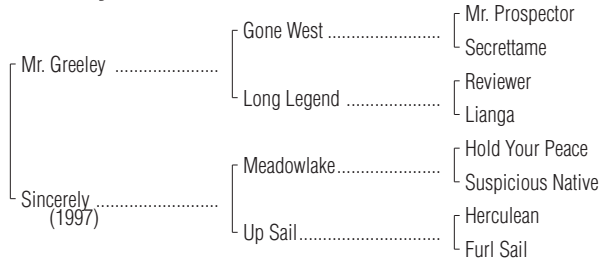 Mr. Prospector
Gone West ....................
Secrettame
Mr. Greeley ....................
Reviewer
Long Legend ....................
Lianga
Hold Your Peace
Meadowlake....................
Suspicious Native
Sincerely ....................
(1997)
Herculean
Up Sail....................
Furl Sail